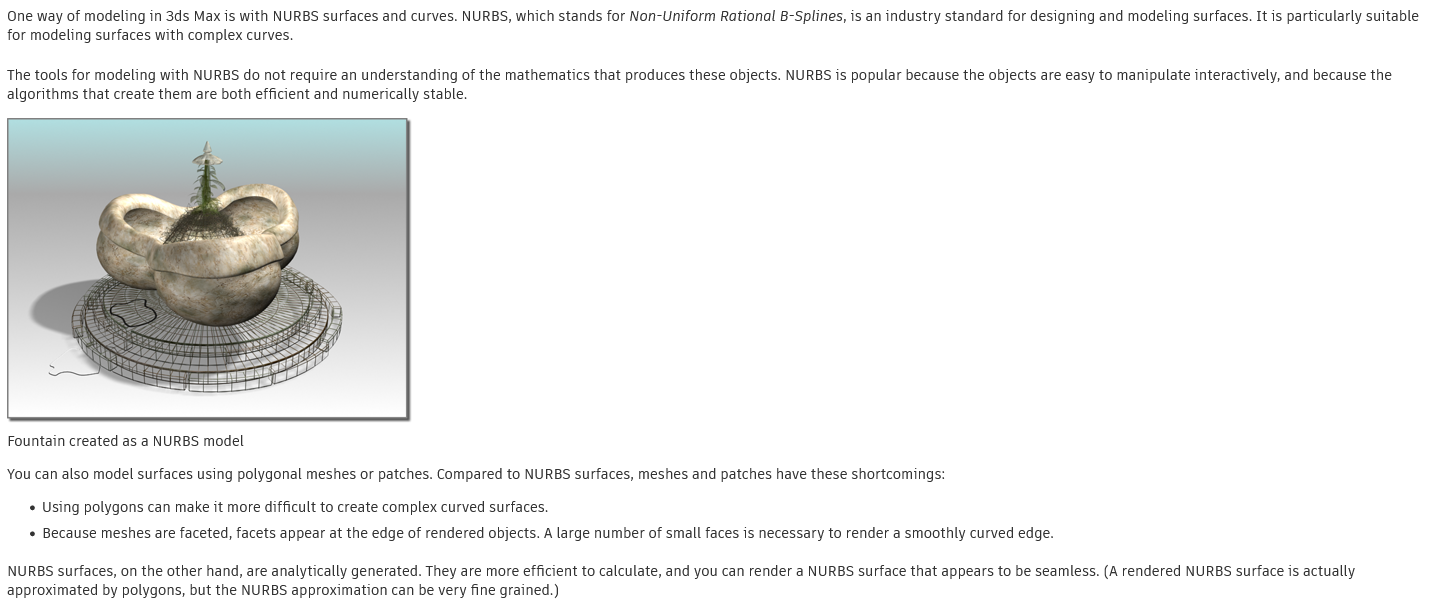 One way of modeling in 3ds Max is with NURBS surfaces and curves. NURBS, which stands for Non-Uniform Rational B-Splines, is an industry standard for designing and modeling surfaces. It is particularly suitable
for modeling surfaces with complex curves.
The tools for modeling with NURBS do not require an understanding of the mathematics that produces these objects. NURBS is popular because the objects are easy to manipulate interactively, and because the
algorithms that create them are both efficient and numerically stable.
Fountain created as a NURBS model
You can also model surfaces using polygonal meshes or patches. Compared to NURBS surfaces, meshes and patches have these shortcomings:
• Using polygons can make it more difficult to create complex curved surfaces.
• Because meshes are faceted, facets appear at the edge of rendered objects. A large number of small faces is necessary to render a smoothly curved edge.
NURBS surfaces, on the other hand, are analytically generated. They are more efficient to calculate, and you can render a NURBS surface that appears to be seamless. (A rendered NURBS surface is actually
approximated by polygons, but the NURBS approximation can be very fine grained.)